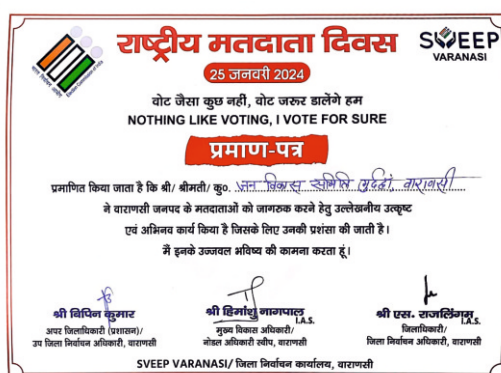 राष्ट्रीय मतदाता दिवस
SVEEP
VARANASI
25 जनवरी 2024
वोट जैसा कुछ नहीं, वोट जरूर डालेंगे हम
NOTHING LIKE VOTING, I VOTE FOR SURE
प्रमाण-पत्र
प्रमाणित किया जाता है कि श्री/ श्रीमती/ कु० जन विकास समिति मुर्दहां, वाराणसी
ने वाराणसी जनपद के मतदाताओं को जागरुक करने हेतु उल्लेखनीय उत्कृष्ट
एवं अभिनव कार्य किया है जिसके लिए उनकी प्रशंसा की जाती है।
मैं इनके उज्जवल भविष्य की कामना करता हूं।
श्री बिपिन कुमार
अपर जिलाधिकारी (प्रशासन)/
उप जिला निर्वाचन अधिकारी, वाराणसी
श्री हिमांशु नागपाल
I.A.S.
मुख्य विकास अधिकारी/
नोडल अधिकारी स्वीप, वाराणसी
श्री एस. राजलिंगम
I.A.S.
जिलाधिकारी/
जिला निर्वाचन अधिकारी, वाराणसी
SVEEP VARANASI/ जिला निर्वाचन कार्यालय, वाराणसी